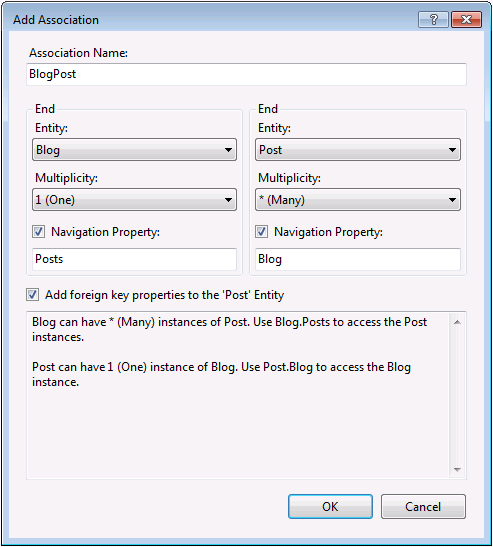 Add Association
Association Name:
BlogPost
End
Entity:
Blog
Multiplicity:
1 (One)
Navigation Property:
Posts
End
Entity:
Post
Multiplicity:
* (Many)
Navigation Property:
Blog
Add foreign key properties to the 'Post' Entity
Blog can have * (Many) instances of Post. Use Blog.Posts to access the Post
instances.
Post can have 1 (One) instance of Blog. Use Post.Blog to access the Blog
instance.
OK
Cancel